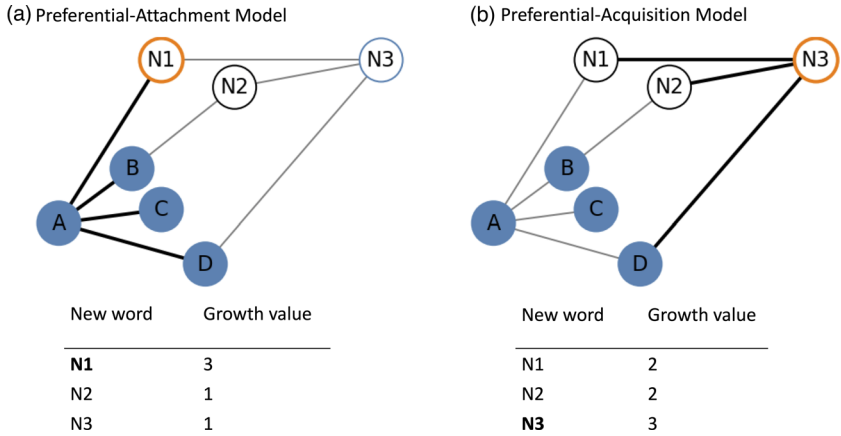 (a) Preferential-Attachment Model
N1
N3
N2
B
C
A
D
New word Growth value
N1 3
N2 1
N3 1
(b) Preferential-Acquisition Model
N1
N3
N2
B
C
A
D
New word Growth value
N1 2
N2 2
N3 3